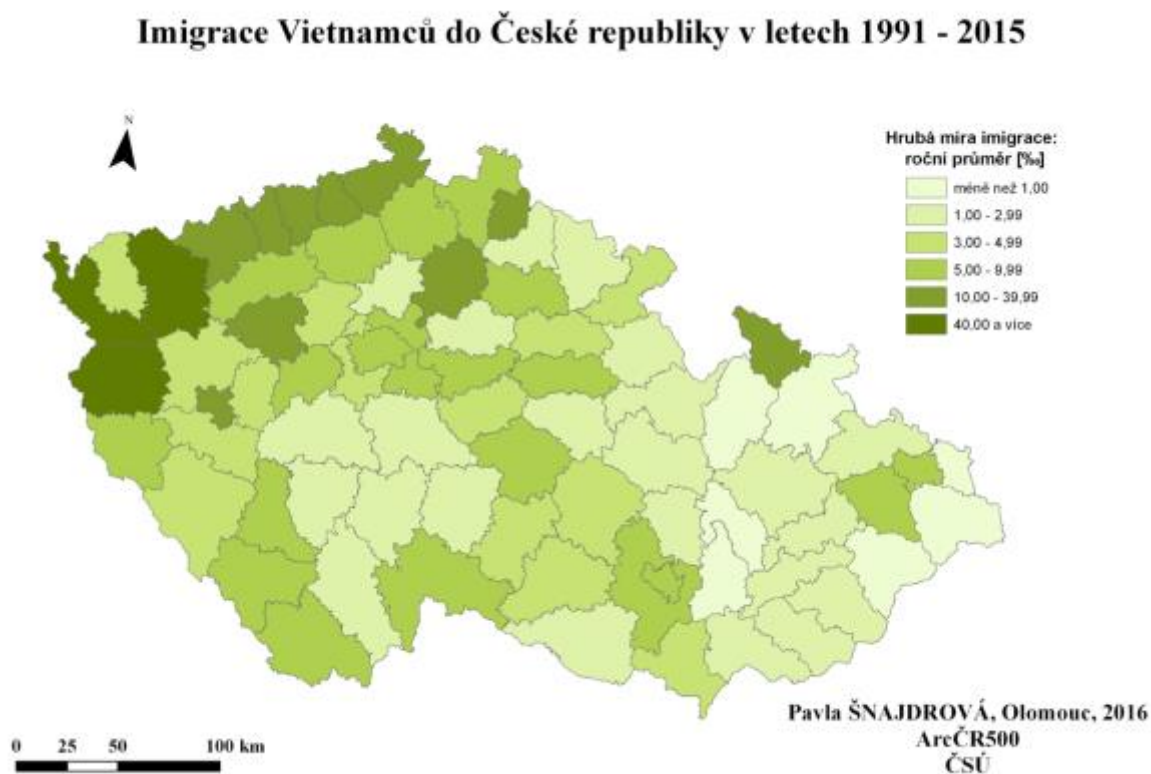 Imigrace Vietnamců do České republiky v letech 1991 - 2015
N
Hrubá míra imigrace:
roční průměr [‰]
méně než 1,00
1,00 - 2,99
3,00 - 4,99
5,00 - 9,99
10,00 - 39,99
40,00 a více
Pavla ŠNAJDROVÁ, Olomouc, 2016
ArcČR500
ČSÚ
0 25 50 100 km